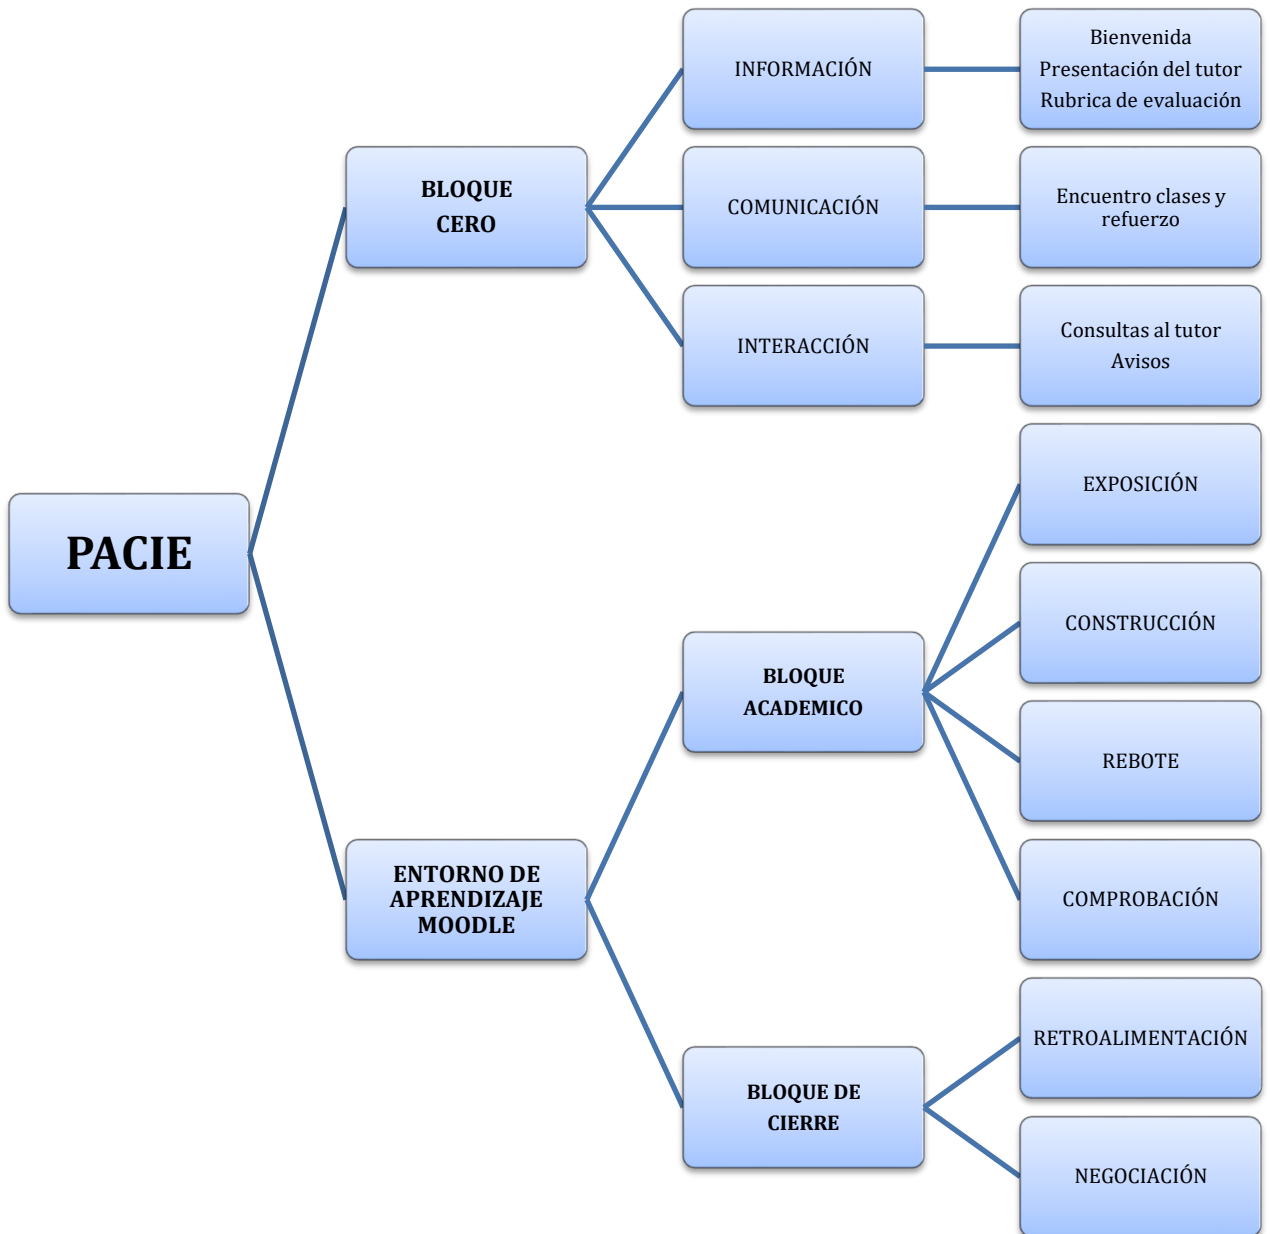 PACIE
BLOQUE
CERO
INFORMACIÓN
Bienvenida
Presentación del tutor
Rubrica de evaluación
COMUNICACIÓN
Encuentro clases y
refuerzo
INTERACCIÓN
Consultas al tutor
Avisos
ENTORNO DE
APRENDIZAJE
MOODLE
BLOQUE
ACADEMICO
EXPOSICIÓN
CONSTRUCCIÓN
REBOTE
COMPROBACIÓN
BLOQUE DE
CIERRE
RETROALIMENTACIÓN
NEGOCIACIÓN